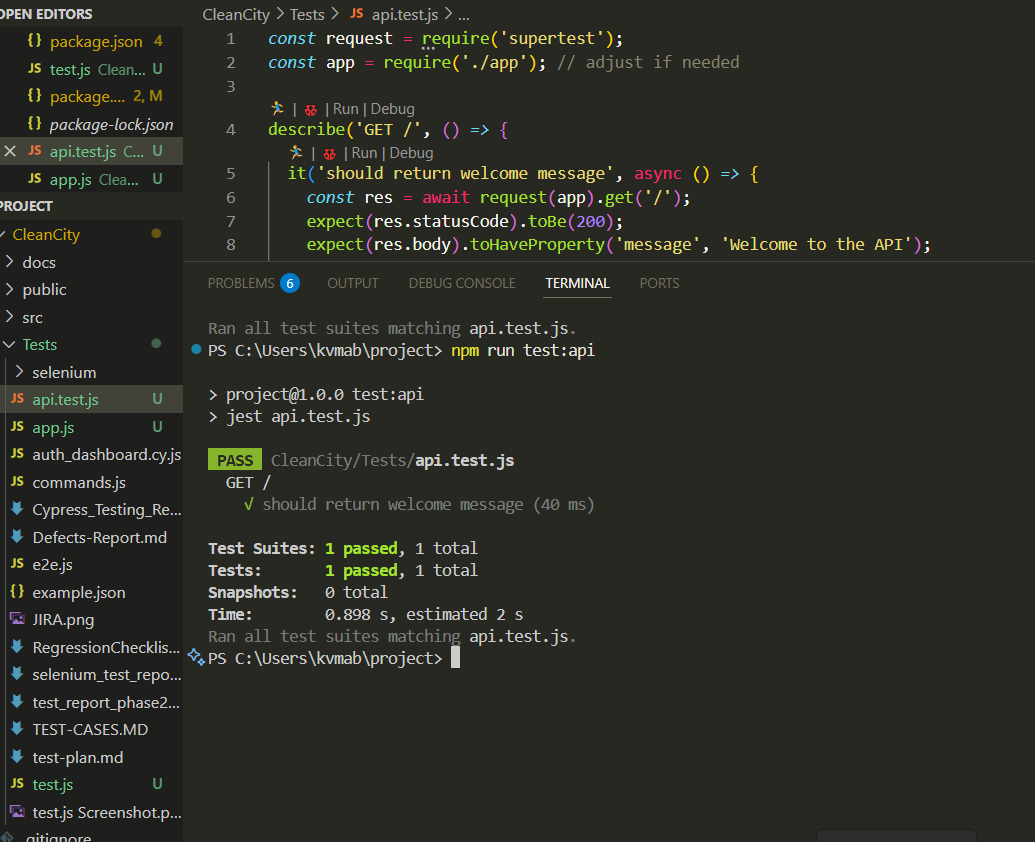 OPEN EDITORS
{} package.json 4
JS test.js Clean... U
{} package.... 2, M
{} package-lock.json
JS api.test.js C... U
JS app.js Clea... U
PROJECT
CleanCity
docs
public
src
Tests
selenium
JS api.test.js U
JS app.js U
JS auth_dashboard.cy.js
JS commands.js
Cypress_Testing_Re...
Defects-Report.md
JS e2e.js
{} example.json
JIRA.png
RegressionChecklis...
selenium_test_repo...
test_report_phase2...
TEST-CASES.MD
test-plan.md
JS test.js U
test.js Screenshot.p...
.gitignore
CleanCity > Tests > JS api.test.js > ...
1 const request = require('supertest');
2 const app = require('./app'); // adjust if needed
3
| Run | Debug
4 describe('GET /', () => {
| Run | Debug
5 it('should return welcome message', async () => {
6 const res = await request(app).get('/');
7 expect(res.statusCode).toBe(200);
8 expect(res.body).toHaveProperty('message', 'Welcome to the API');
PROBLEMS 6 OUTPUT DEBUG CONSOLE TERMINAL PORTS
Ran all test suites matching api.test.js.
PS C:\Users\kvmab\project> npm run test:api
> project@1.0.0 test:api
> jest api.test.js
PASS CleanCity/Tests/api.test.js
GET /
√ should return welcome message (40 ms)
Test Suites: 1 passed, 1 total
Tests: 1 passed, 1 total
Snapshots: 0 total
Time: 0.898 s, estimated 2 s
Ran all test suites matching api.test.js.
PS C:\Users\kvmab\project>